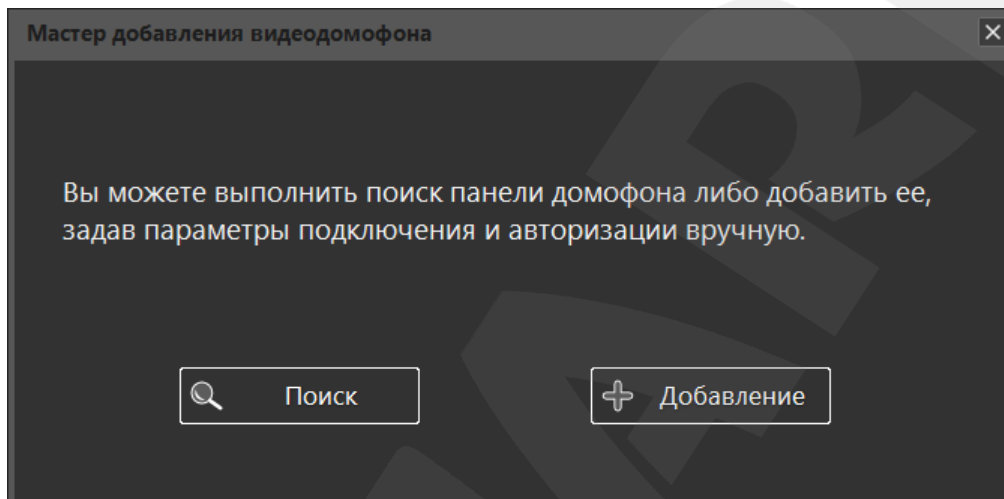 Мастер добавления видеодомофона
Вы можете выполнить поиск панели домофона либо добавить ее,
задав параметры подключения и авторизации вручную.
Поиск
Добавление